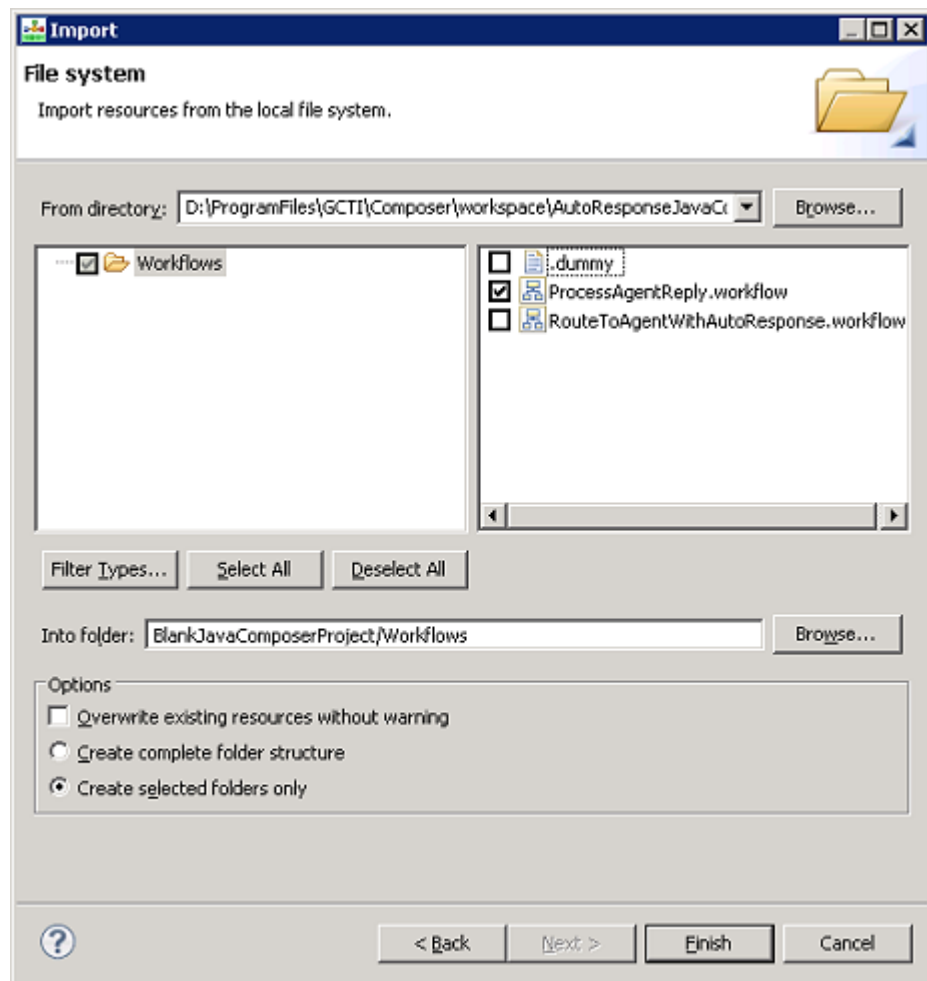 Import
File system
Import resources from the local file system.
From directory: D:\ProgramFiles\GCTI\Composer\workspace\AutoResponseJavaCc Browse...
Workflows
.dummy
ProcessAgentReply.workflow
RouteToAgentWithAutoResponse.workflow
Filter Types... Select All Deselect All
Into folder: BlankJavaComposerProject/Workflows Browse...
Options
Overwrite existing resources without warning
Create complete folder structure
Create selected folders only
? < Back Next > Finish Cancel